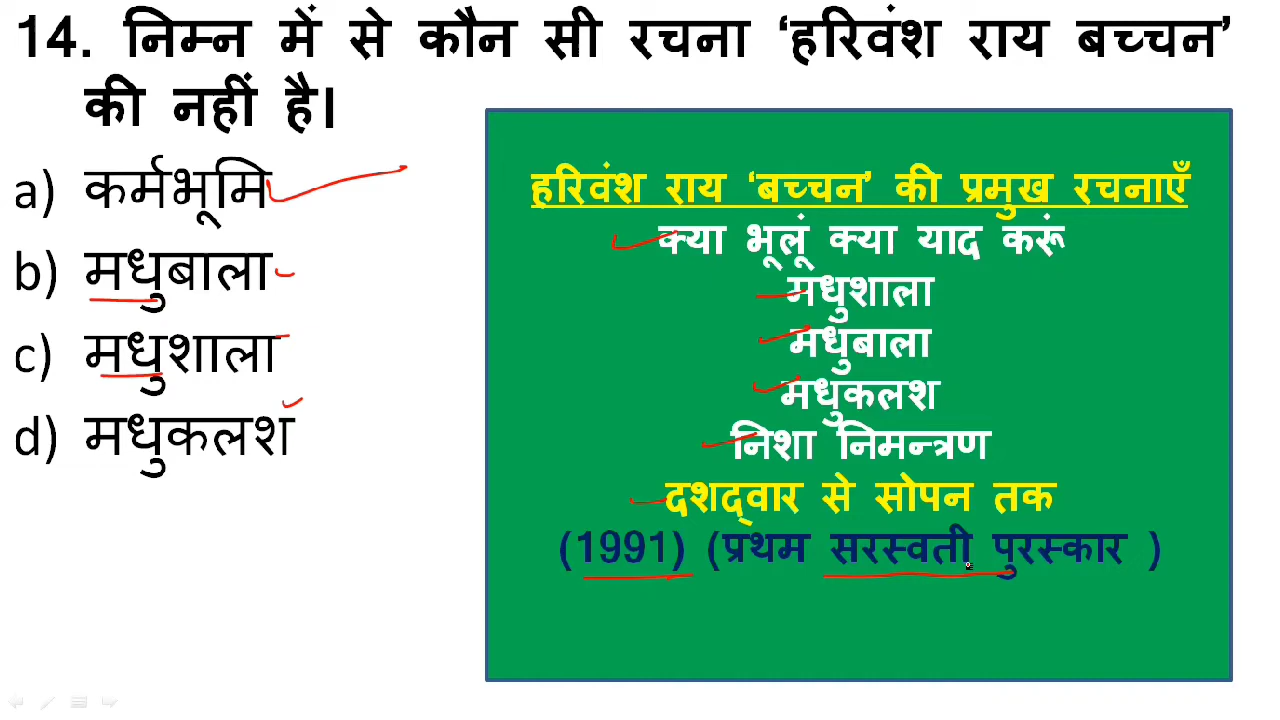 14. निम्न में से कौन सी रचना ‘हरिवंश राय बच्चन’
की नहीं है।
a) कर्मभूमि
b) मधुबाला
c) मधुशाला
d) मधुकलश
हरिवंश राय ‘बच्चन’ की प्रमुख रचनाएँ
क्या भूलूं क्या याद करूं
मधुशाला
मधुबाला
मधुकलश
निशा निमन्त्रण
दशद्वार से सोपन तक
(1991) (प्रथम सरस्वती पुरस्कार )